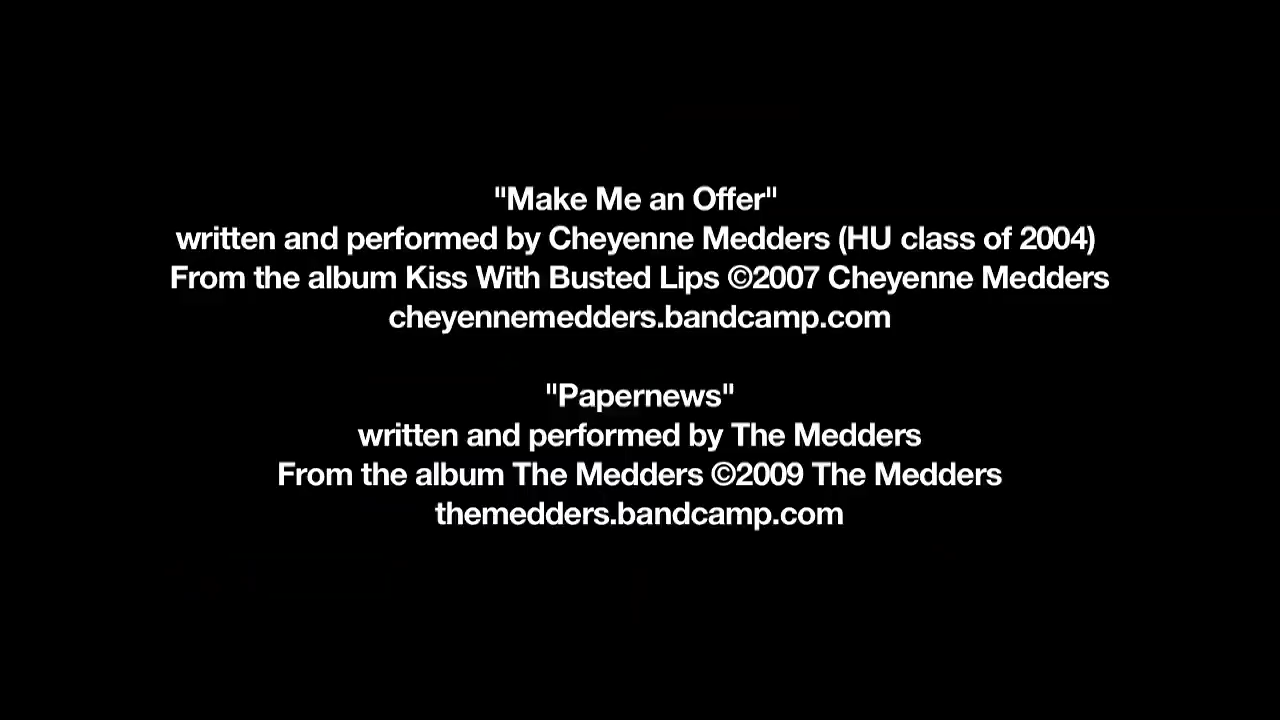 "Make Me an Offer"
written and performed by Cheyenne Medders (HU class of 2004)
From the album Kiss With Busted Lips ©2007 Cheyenne Medders
cheyennemedders.bandcamp.com
"Papernews"
written and performed by The Medders
From the album The Medders ©2009 The Medders
themedders.bandcamp.com